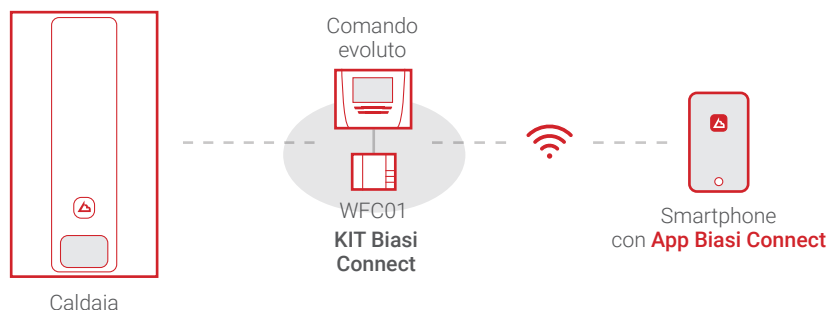 Comando
evoluto
WFC01
KIT Biasi
Connect
Smartphone
con App Biasi Connect
Caldaia